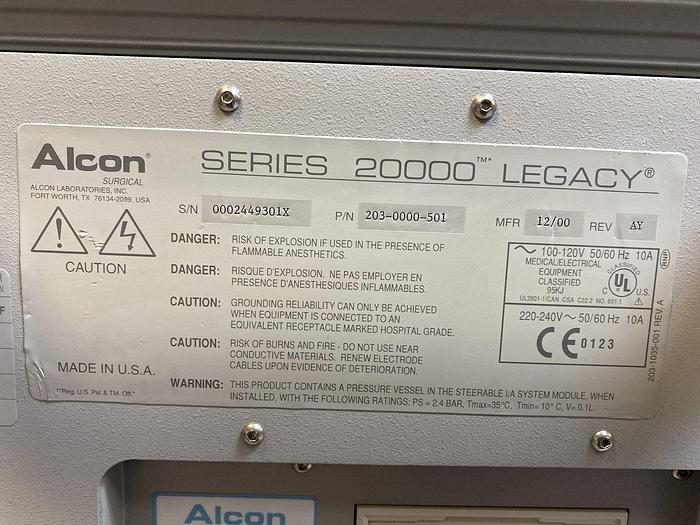 Alcon®
SURGICAL
ALCON LABORATORIES, INC.
FORT WORTH, TX 76134-2099, USA
SERIES 20000™* LEGACY®
S/N 0002449301X P/N 203-0000-501 MFR 12/00 REV AY
CAUTION
DANGER: RISK OF EXPLOSION IF USED IN THE PRESENCE OF
FLAMMABLE ANESTHETICS.
DANGER: RISQUE D'EXPLOSION. NE PAS EMPLOYER EN
PRESENCE D'ANESTHESIQUES INFLAMMABLES.
CAUTION: GROUNDING RELIABILITY CAN ONLY BE ACHIEVED
WHEN EQUIPMENT IS CONNECTED TO AN
EQUIVALENT RECEPTACLE MARKED HOSPITAL GRADE.
CAUTION: RISK OF BURNS AND FIRE - DO NOT USE NEAR
CONDUCTIVE MATERIALS. RENEW ELECTRODE
CABLES UPON EVIDENCE OF DETERIORATION.
WARNING: THIS PRODUCT CONTAINS A PRESSURE VESSEL IN THE STEERABLE I/A SYSTEM MODULE, WHEN
INSTALLED, WITH THE FOLLOWING RATINGS: PS = 2.4 BAR, Tmax=35°C, Tmin= 10° C, V= 0.1L.
MADE IN U.S.A.
**Reg. U.S. Pat & TM. Off.*
~ 100-120V 50/60 Hz 10A
MEDICAL/ELECTRICAL
EQUIPMENT
CLASSIFIED
95KJ
UL2601-1/CAN CSA C22.2 NO. 601.1
CLASSIFIED
C UL U.S.
220-240V ~ 50/60 Hz 10A
CE 0123
RNP
203-1035-001 REV. A
Alcon